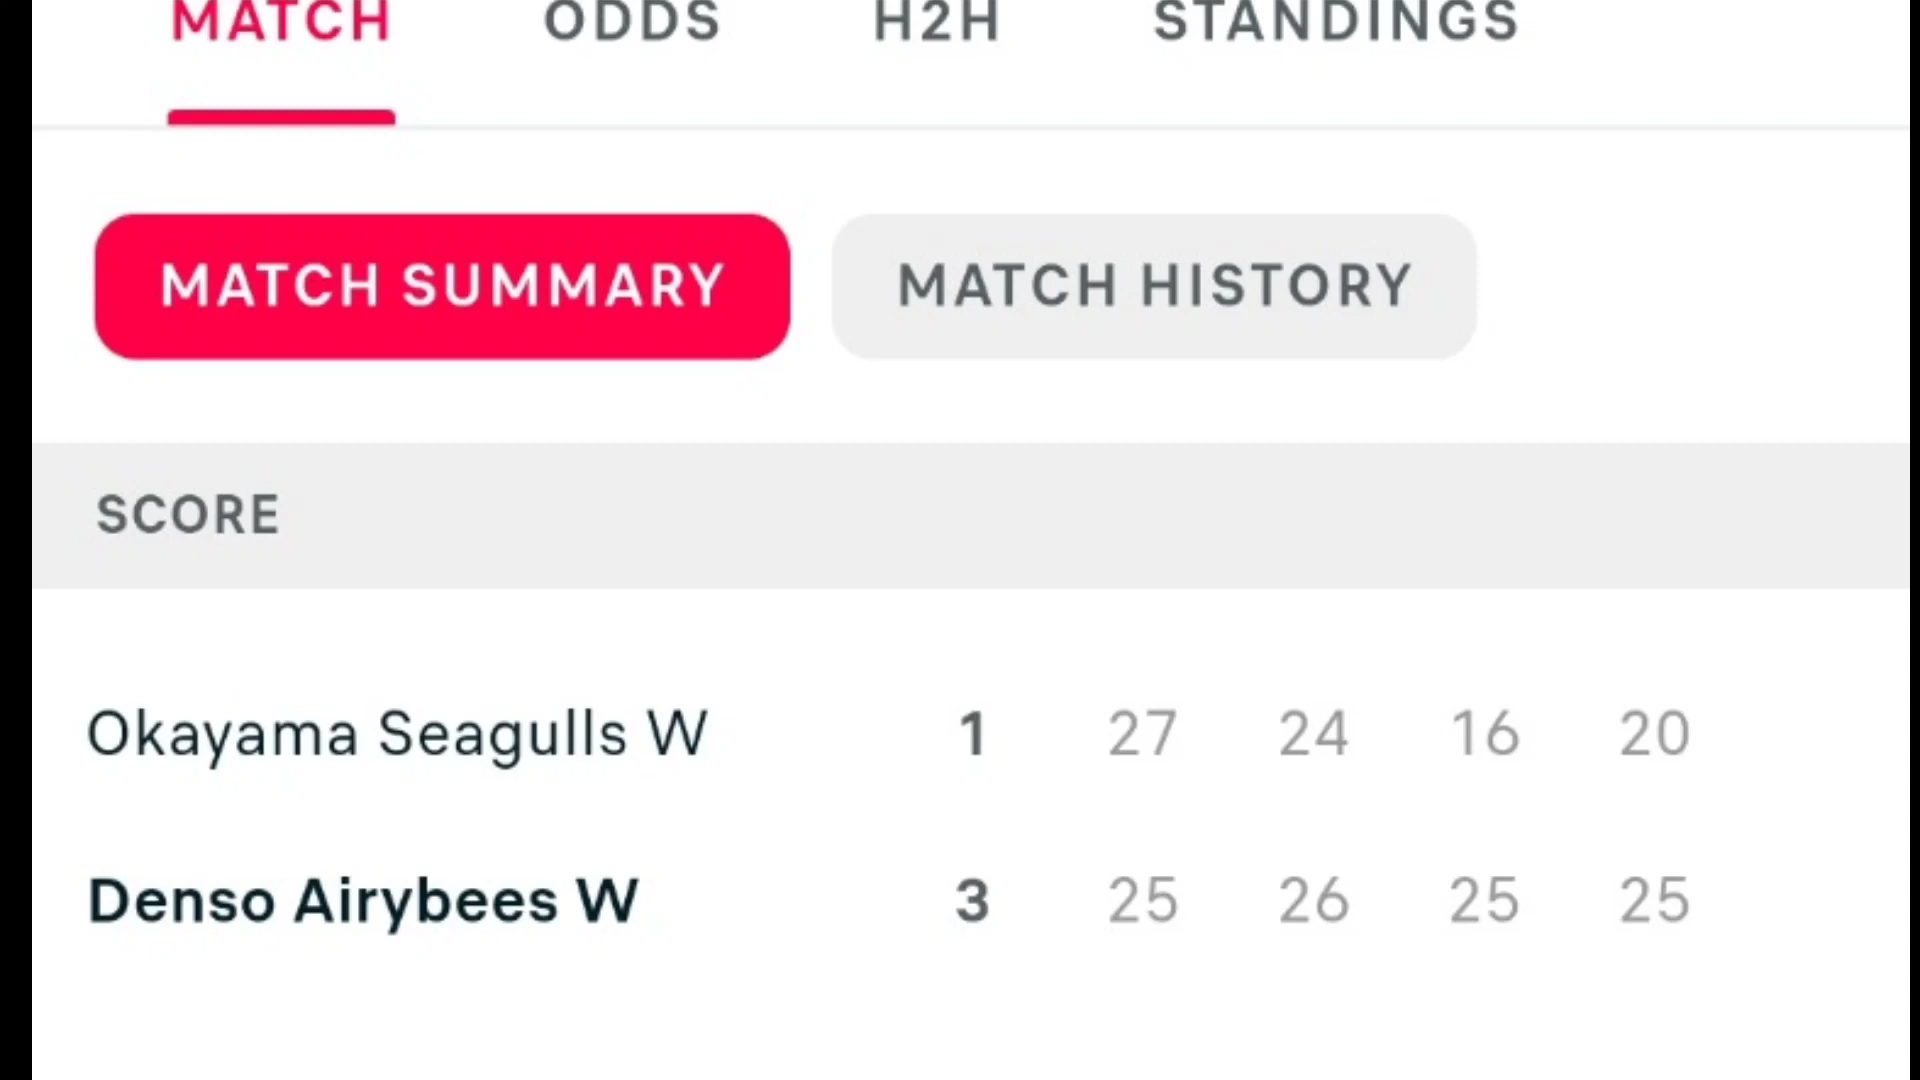 MATCH ODDS H2H STANDINGS
MATCH SUMMARY MATCH HISTORY
SCORE
Okayama Seagulls W 1 27 24 16 20
Denso Airybees W 3 25 26 25 25